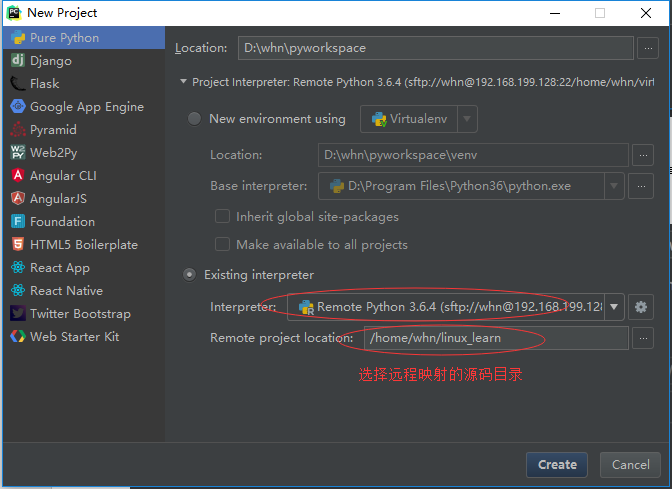 New Project
Pure Python
Django
Flask
Google App Engine
Pyramid
Web2Py
Angular CLI
AngularJS
Foundation
HTML5 Boilerplate
React App
React Native
Twitter Bootstrap
Web Starter Kit
Location: D:\whn\pyworkspace
Project Interpreter: Remote Python 3.6.4 (sftp://whn@192.168.199.128:22/home/whn/virt
New environment using Virtualenv
Location: D:\whn\pyworkspace\venv
Base interpreter: D:\Program Files\Python36\python.exe
Inherit global site-packages
Make available to all projects
Existing interpreter
Interpreter: Remote Python 3.6.4 (sftp://whn@192.168.199.128
Remote project location: /home/whn/linux_learn
选择远程映射的源码目录
Create Cancel